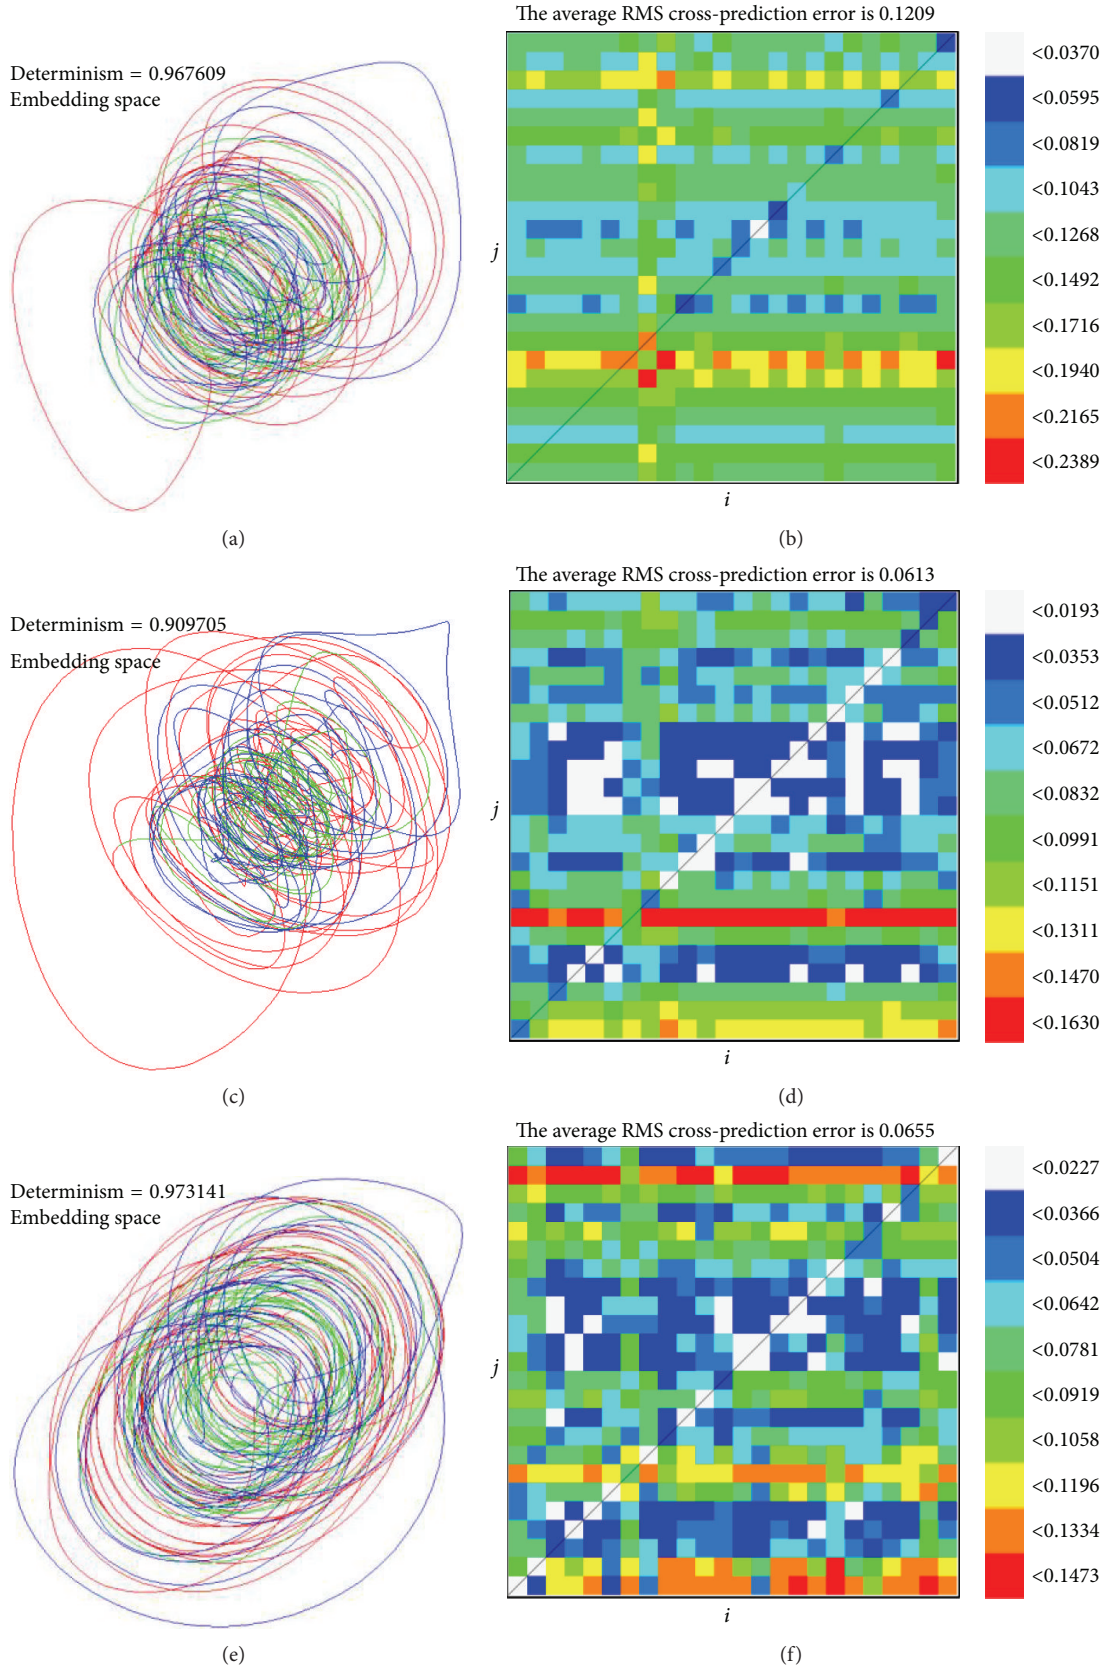 Determinism = 0.967609
Embedding space
(a)
The average RMS cross-prediction error is 0.1209
j
i
<0.0370
<0.0595
<0.0819
<0.1043
<0.1268
<0.1492
<0.1716
<0.1940
<0.2165
<0.2389
(b)
Determinism = 0.909705
Embedding space
(c)
The average RMS cross-prediction error is 0.0613
j
i
<0.0193
<0.0353
<0.0512
<0.0672
<0.0832
<0.0991
<0.1151
<0.1311
<0.1470
<0.1630
(d)
Determinism = 0.973141
Embedding space
(e)
The average RMS cross-prediction error is 0.0655
j
i
<0.0227
<0.0366
<0.0504
<0.0642
<0.0781
<0.0919
<0.1058
<0.1196
<0.1334
<0.1473
(f)